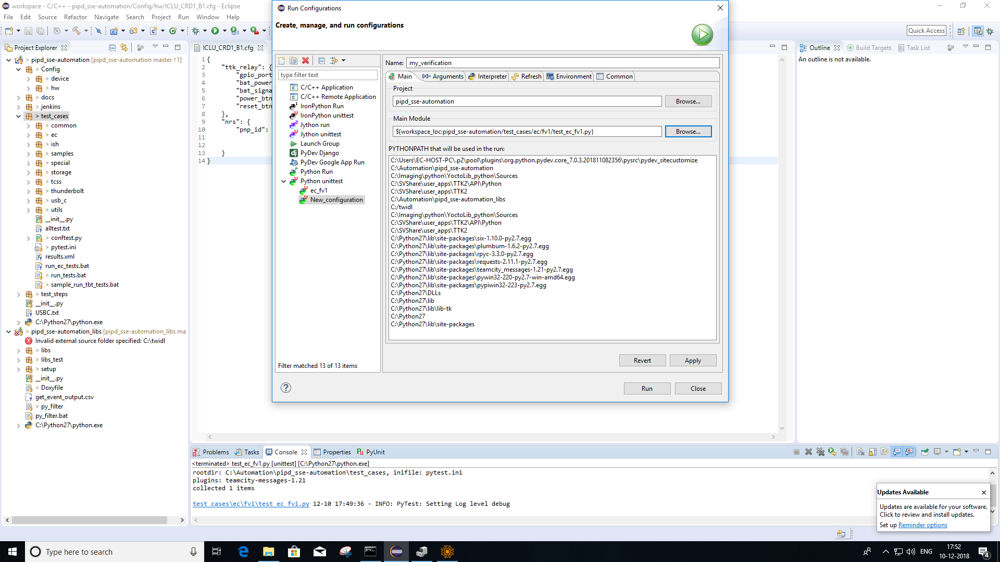 workspace - C/C++ - pipd_sse-automation/Config/hw/ICLU_CRD1_B1.cfg - Eclipse
File Edit Source Refactor Navigate Search Project Run Window Help
Quick Access
Project Explorer
> pipd_sse-automation [pipd_sse-automation master ↑1]
> Config
> device
> hw
> docs
> jenkins
> test_cases
> common
> ec
> ish
> samples
> special
> storage
> tcss
> thunderbolt
> usb_c
> utils
__init__.py
alltest.txt
> conftest.py
> pytest.ini
results.xml
run_ec_tests.bat
> run_tests.bat
> sample_run_tbt_tests.bat
> test_steps
__init__.py
USBC.txt
C:\Python27\python.exe
> pipd_sse-automation_libs [pipd_sse-automation_libs ma
Invalid external source folder specified: C:\twidl
> libs
> libs_test
> setup
__init__.py
> Doxyfile
get_event_output.csv
> py_filter
py_filter.bat
C:\Python27\python.exe
ICLU_CRD1_B1.cfg
1 {
2 "ttk_relay": {
3 "gpio_port
4 "bat_power
5 "bat_signa
6 "power_btn
7 "reset_btn
8 },
9 "nrs": {
10 "pnp_id":
11
12
13 }
14 }
Run Configurations
Create, manage, and run configurations
type filter text
C/C++ Application
C/C++ Remote Application
IronPython Run
IronPython unittest
Jython run
Jython unittest
Launch Group
PyDev Django
PyDev Google App Run
Python Run
Python unittest
ec_fv1
New_configuration
Filter matched 13 of 13 items
Name: my_verification
Main (x)= Arguments Interpreter Refresh Environment Common
Project
pipd_sse-automation Browse...
Main Module
${workspace_loc:pipd_sse-automation/test_cases/ec/fv1/test_ec_fv1.py} Browse...
PYTHONPATH that will be used in the run:
C:\Users\EC-HOST-PC\.p2\pool\plugins\org.python.pydev.core_7.0.3.201811082356\pysrc\pydev_sitecustomize
C:\Automation\pipd_sse-automation
C:\Imaging\python\YoctoLib_python\Sources
C:\SVShare\user_apps\TTK2\API\Python
C:\SVShare\user_apps\TTK2
C:\Automation\pipd_sse-automation_libs
C:/twidl
C:\Imaging\python\YoctoLib_python\Sources
C:\SVShare\user_apps\TTK2\API\Python
C:\SVShare\user_apps\TTK2
C:\Python27\lib\site-packages\six-1.10.0-py2.7.egg
C:\Python27\lib\site-packages\plumbum-1.6.2-py2.7.egg
C:\Python27\lib\site-packages\rpyc-3.3.0-py2.7.egg
C:\Python27\lib\site-packages\requests-2.11.1-py2.7.egg
C:\Python27\lib\site-packages\teamcity_messages-1.21-py2.7.egg
C:\Python27\lib\site-packages\pywin32-220-py2.7-win-amd64.egg
C:\Python27\lib\site-packages\pypiwin32-223-py2.7.egg
C:\Python27\DLLs
C:\Python27\lib
C:\Python27\lib\lib-tk
C:\Python27
C:\Python27\lib\site-packages
Revert Apply
Run Close
Outline Build Targets Task List
An outline is not available.
Problems Tasks Console Properties PyUnit
<terminated> test_ec_fv1.py [unittest] [C:\Python27\python.exe]
rootdir: C:\Automation\pipd_sse-automation\test_cases, inifile: pytest.ini
plugins: teamcity-messages-1.21
collected 1 items
test_cases\ec\fv1\test_ec_fv1.py 12-10 17:49:36 - INFO: PyTest: Setting Log level debug
Updates Available
Updates are available for your software.
Click to review and install updates.
Set up Reminder options
Type here to search
ENG
17:52
10-12-2018
4